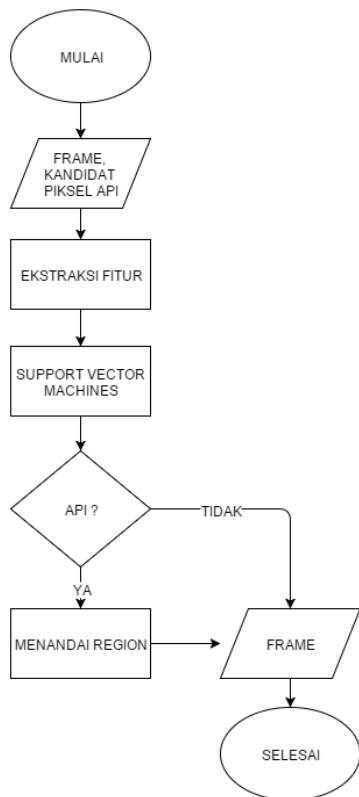 MULAI
FRAME,
KANDIDAT
PIKSEL API
EKSTRAKSI FITUR
SUPPORT VECTOR
MACHINES
API ?
TIDAK
YA
MENANDAI REGION
FRAME
SELESAI